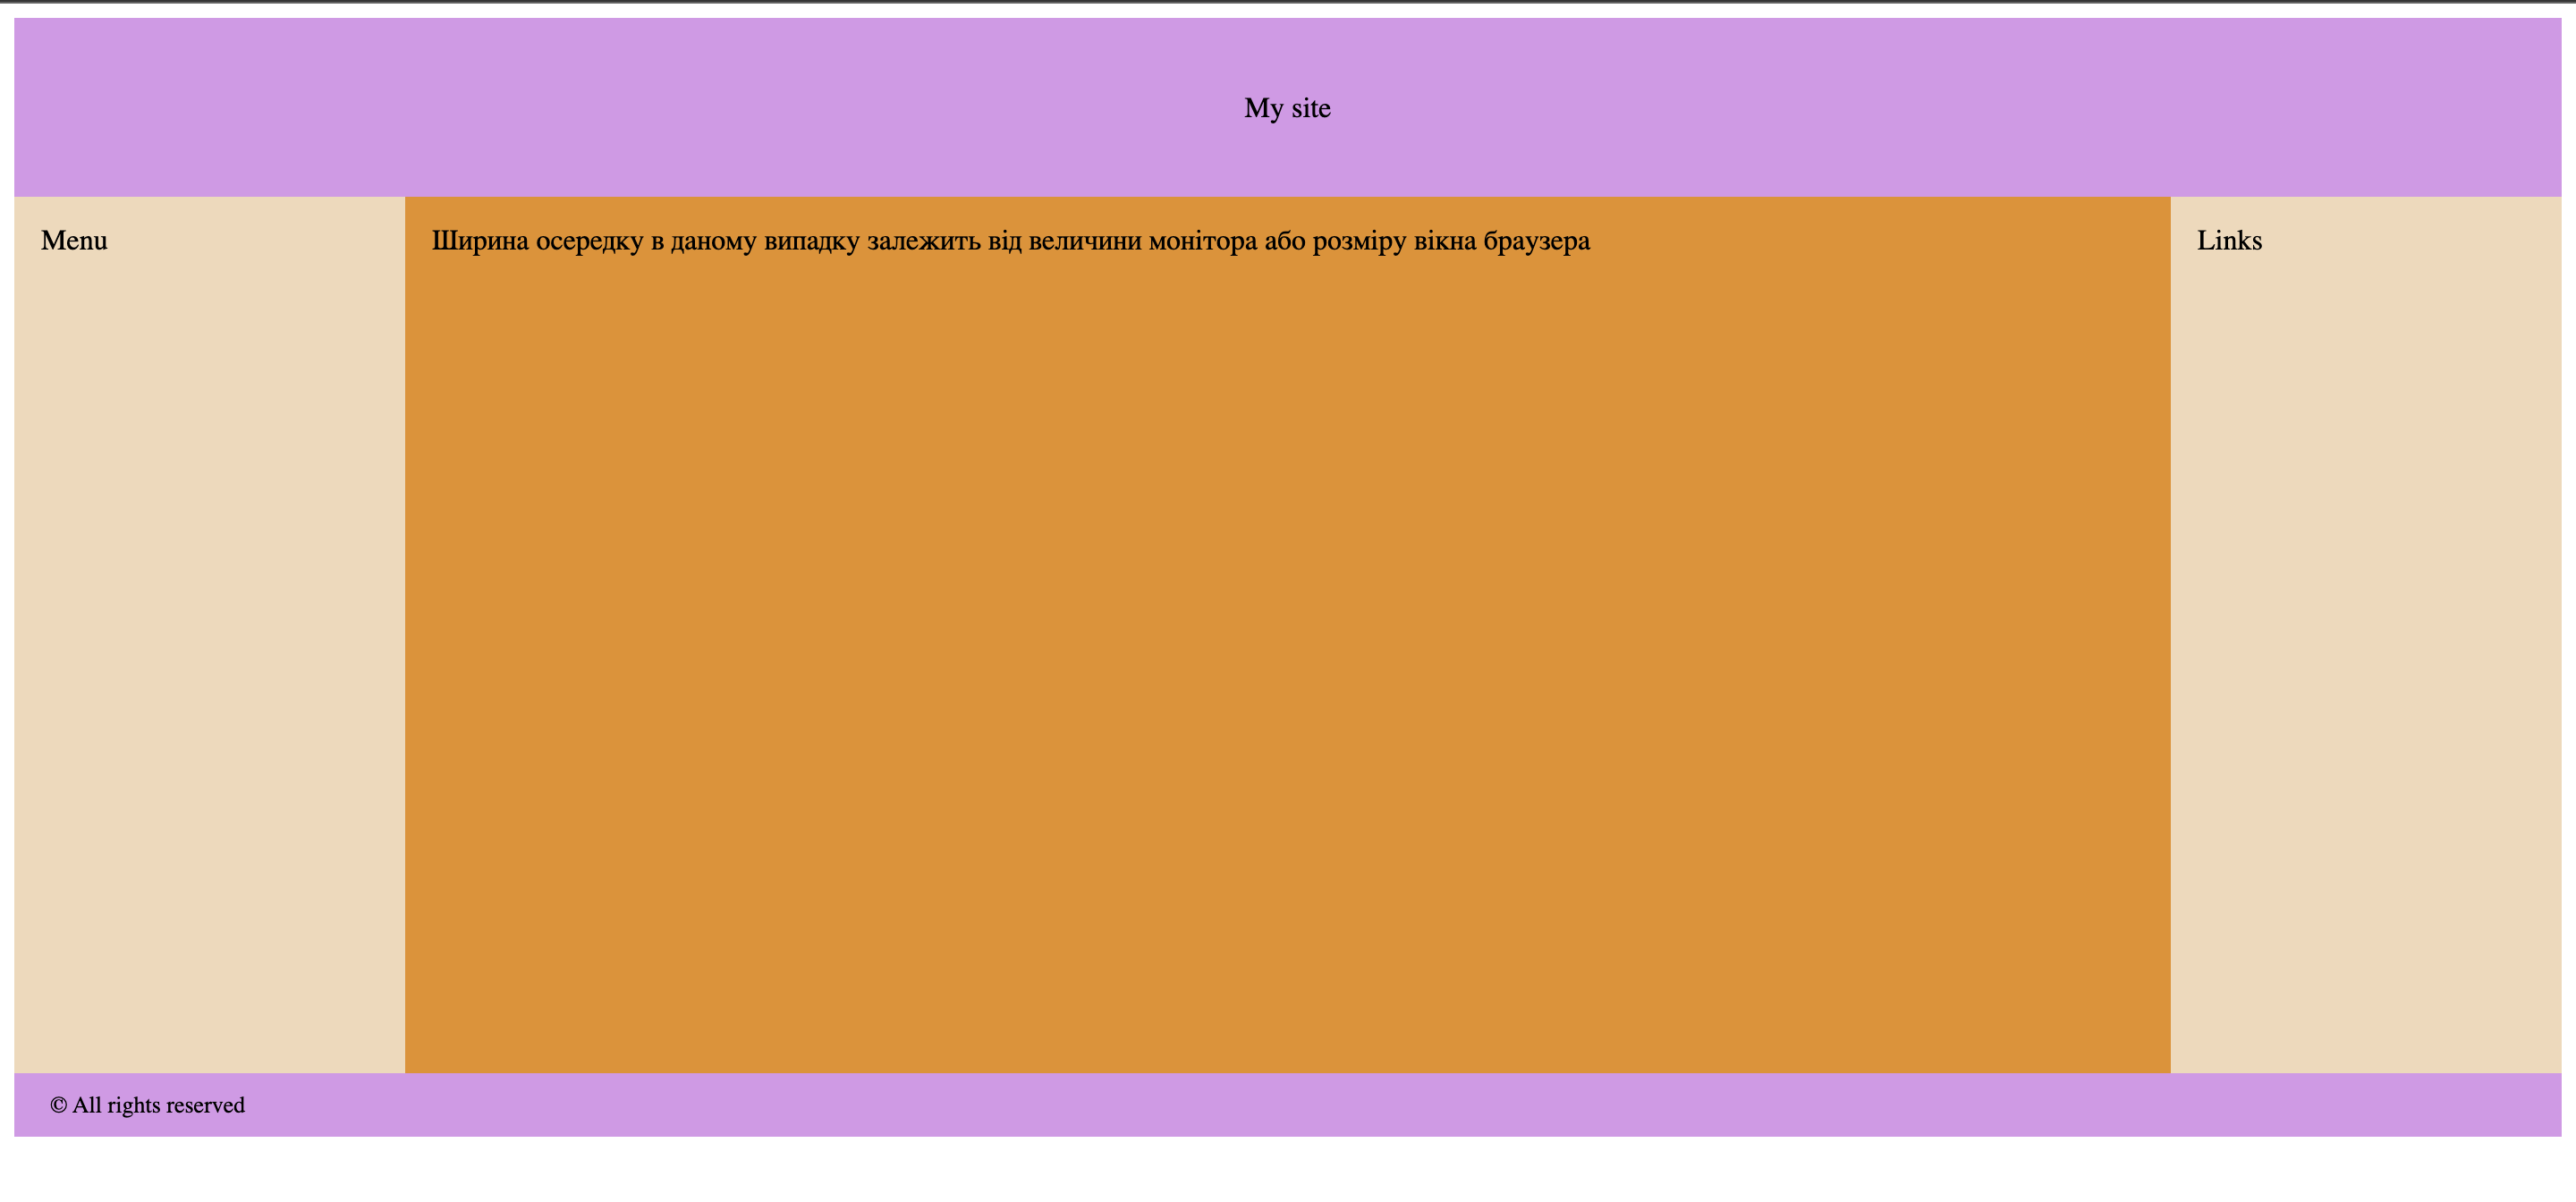 My site
Menu
Ширина осередку в даному випадку залежить від величини монітора або розміру вікна браузера
Links
© All rights reserved